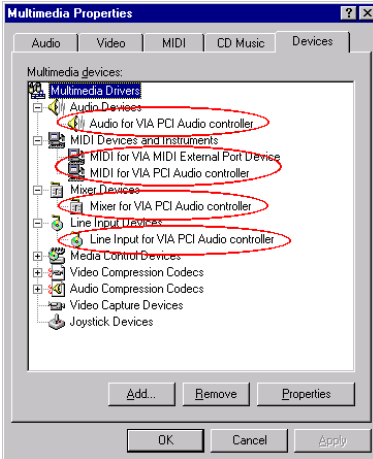 Multimedia Properties
Audio
Video
MIDI
CD Music
Devices
Multimedia devices:
Multimedia Drivers
Audio Devices
Audio for VIA PCI Audio controller
MIDI Devices and Instruments
MIDI for VIA MIDI External Port Device
MIDI for VIA PCI Audio controller
Mixer Devices
Mixer for VIA PCI Audio controller
Line Input Devices
Line Input for VIA PCI Audio controller
Media Control Devices
Video Compression Codecs
Audio Compression Codecs
Video Capture Devices
Joystick Devices
Add...
Remove
Properties
OK
Cancel
Apply